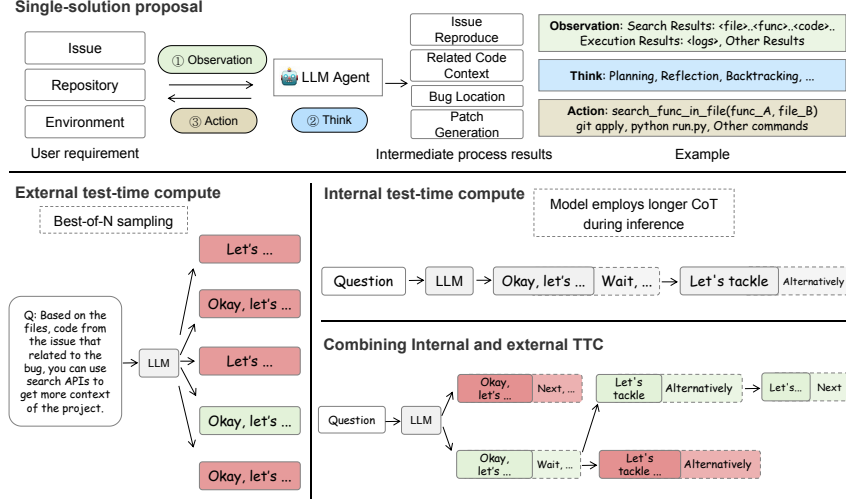 Single-solution proposal
Issue
Repository
Environment
User requirement
① Observation
③ Action
② Think
LLM Agent
Issue
Reproduce
Related Code
Context
Bug Location
Patch
Generation
Intermediate process results
Observation: Search Results: <file>..<func>..<code>..
Execution Results: <logs>, Other Results
Think: Planning, Reflection, Backtracking, ...
Action: search_func_in_file(func_A, file_B)
git apply, python run.py, Other commands
Example
External test-time compute
Best-of-N sampling
Q: Based on the
files, code from
the issue that
related to the
bug, you can use
search APIs to
get more context
of the project.
LLM
Let's ...
Okay, let's ...
Let's ...
Okay, let's ...
Okay, let's ...
Internal test-time compute
Model employs longer CoT
during inference
Question
LLM
Okay, let's ...
Wait, ...
Let's tackle
Alternatively
Combining Internal and external TTC
Question
LLM
Okay,
let's ...
Next, ...
Okay,
let's ...
Wait, ...
Let's
tackle
Alternatively
Let's...
Next
Let's
tackle ...
Alternatively